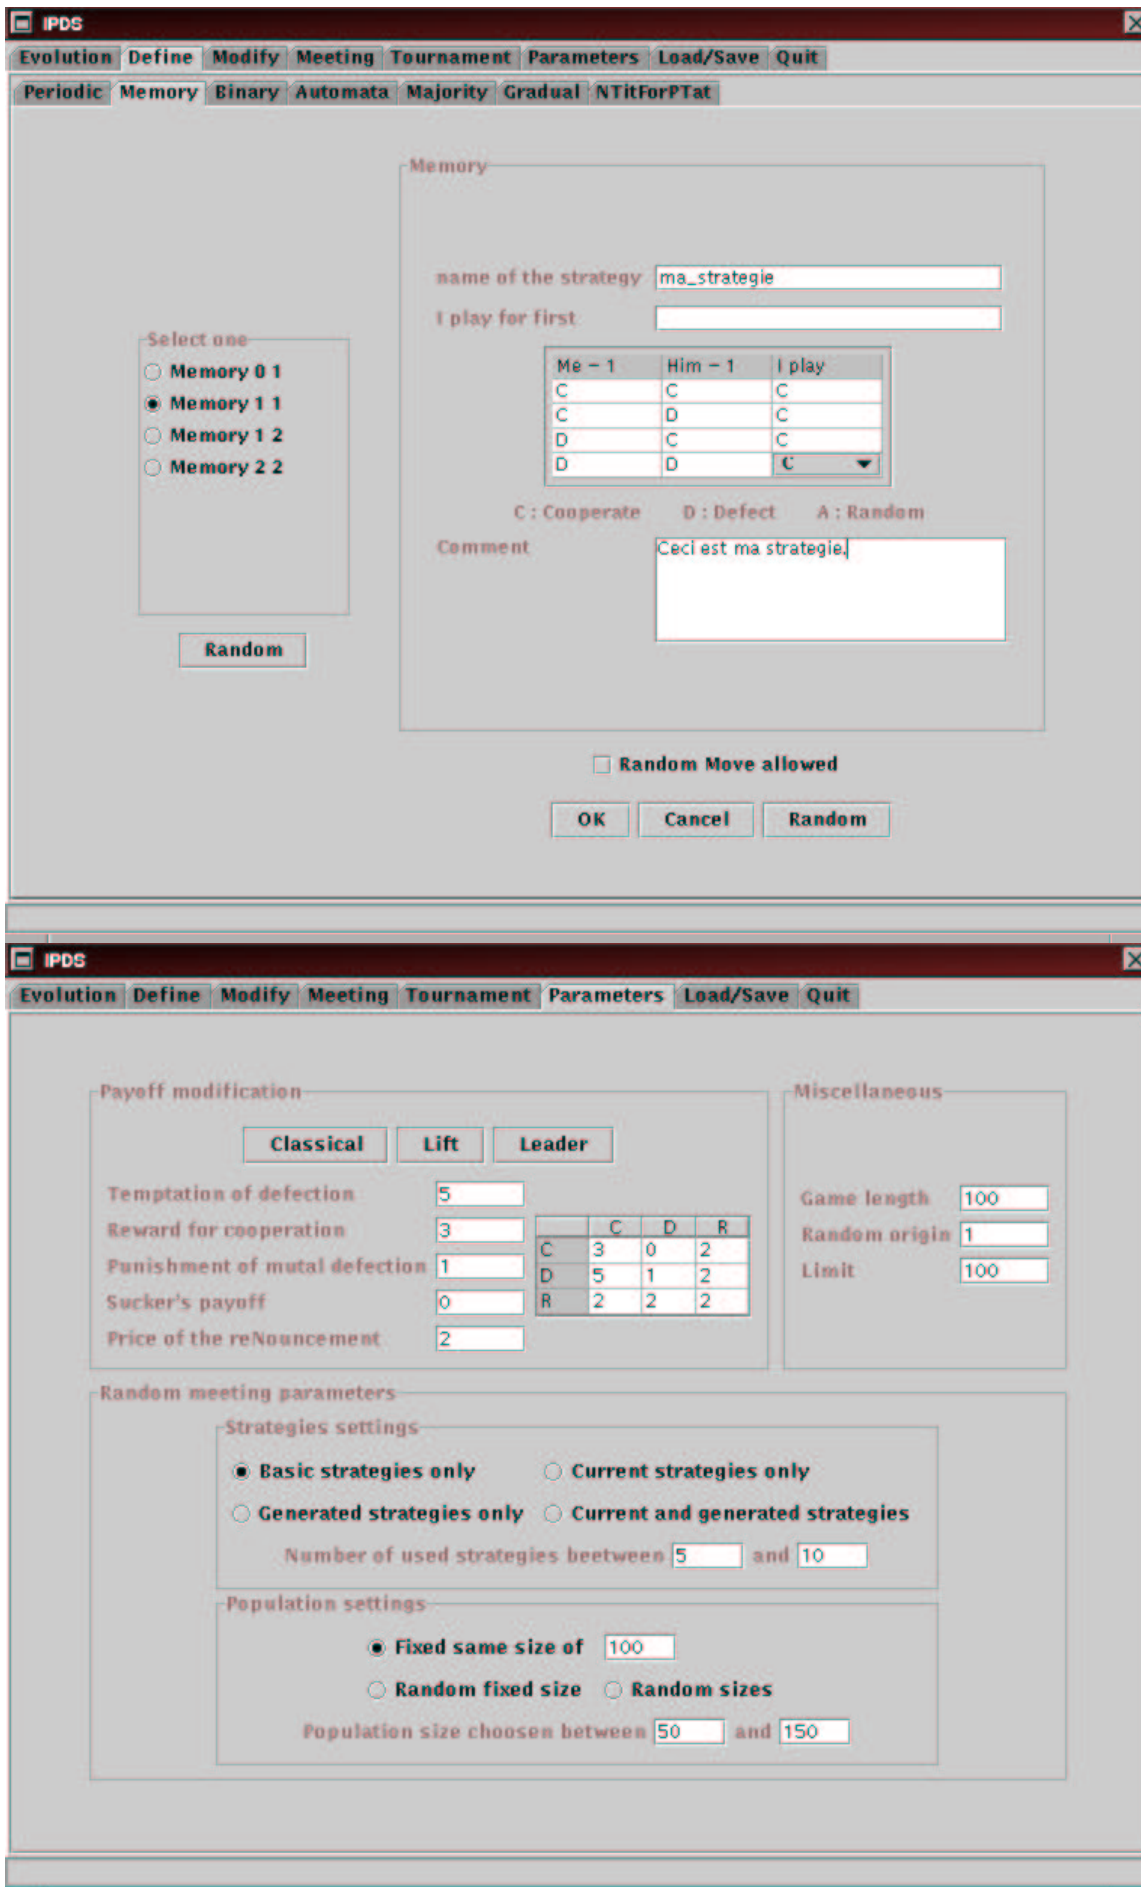 IPDS
Evolution Define Modify Meeting Tournament Parameters Load/Save Quit
Periodic Memory Binary Automata Majority Gradual NTitForPTat
Memory
name of the strategy ma_strategie
I play for first
Select one
Memory 0 1
Memory 1 1
Memory 1 2
Memory 2 2
Random
Me - 1 Him - 1 I play
C C C
C D C
D C C
D D C
C : Cooperate D : Defect A : Random
Comment Ceci est ma strategie.
Random Move allowed
OK Cancel Random
IPDS
Evolution Define Modify Meeting Tournament Parameters Load/Save Quit
Payoff modification
Classical Lift Leader
Temptation of defection 5
Reward for cooperation 3
Punishment of mutal defection 1
Sucker's payoff 0
Price of the reNouncement 2
C D R
C 3 0 2
D 5 1 2
R 2 2 2
Miscellaneous
Game length 100
Random origin 1
Limit 100
Random meeting parameters
Strategies settings
Basic strategies only Current strategies only
Generated strategies only Current and generated strategies
Number of used strategies beetween 5 and 10
Population settings
Fixed same size of 100
Random fixed size Random sizes
Population size choosen between 50 and 150